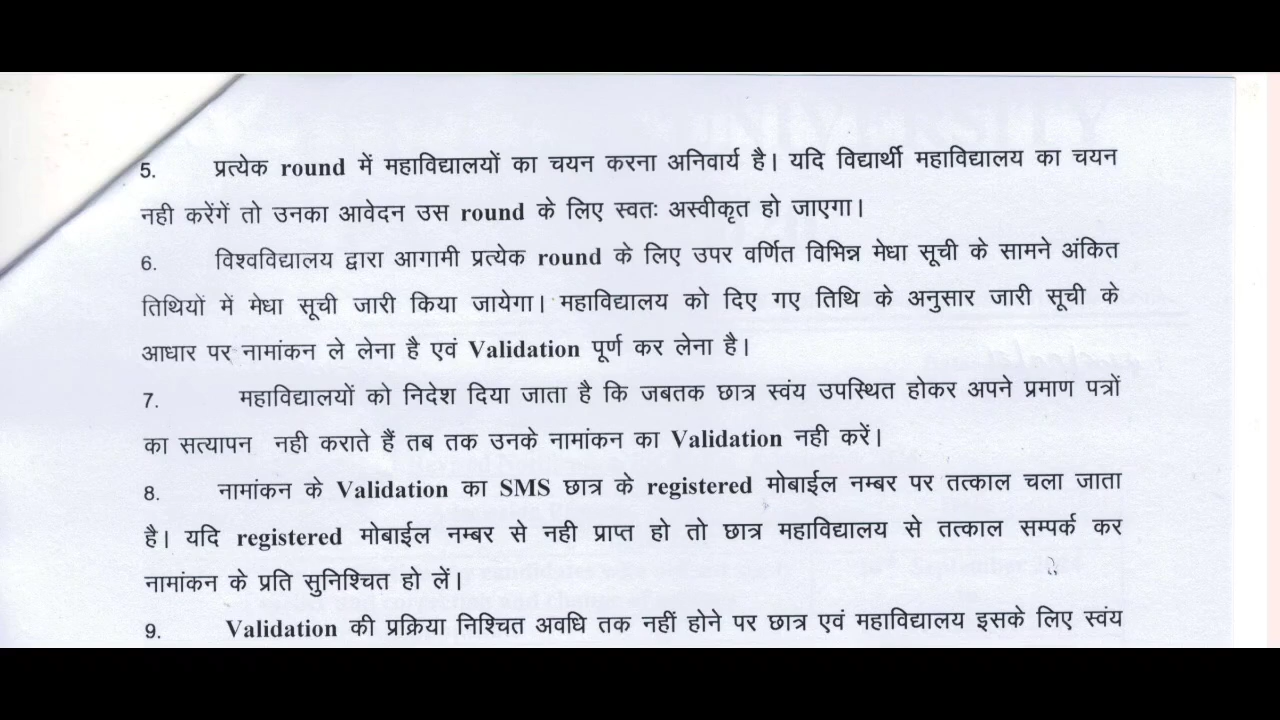 5. प्रत्येक round में महाविद्यालयों का चयन करना अनिवार्य है। यदि विद्यार्थी महाविद्यालय का चयन
नही करेंगें तो उनका आवेदन उस round के लिए स्वतः अस्वीकृत हो जाएगा।
6. विश्वविद्यालय द्वारा आगामी प्रत्येक round के लिए उपर वर्णित विभिन्न मेधा सूची के सामने अंकित
तिथियों में मेधा सूची जारी किया जायेगा। महाविद्यालय को दिए गए तिथि के अनुसार जारी सूची के
आधार पर नामांकन ले लेना है एवं Validation पूर्ण कर लेना है।
7. महाविद्यालयों को निदेश दिया जाता है कि जबतक छात्र स्वंय उपस्थित होकर अपने प्रमाण पत्रों
का सत्यापन नही कराते हैं तब तक उनके नामांकन का Validation नही करें।
8. नामांकन के Validation का SMS छात्र के registered मोबाईल नम्बर पर तत्काल चला जाता
है। यदि registered मोबाईल नम्बर से नही प्राप्त हो तो छात्र महाविद्यालय से तत्काल सम्पर्क कर
नामांकन के प्रति सुनिश्चित हो लें।
9. Validation की प्रक्रिया निश्चित अवधि तक नहीं होने पर छात्र एवं महाविद्यालय इसके लिए स्वंय